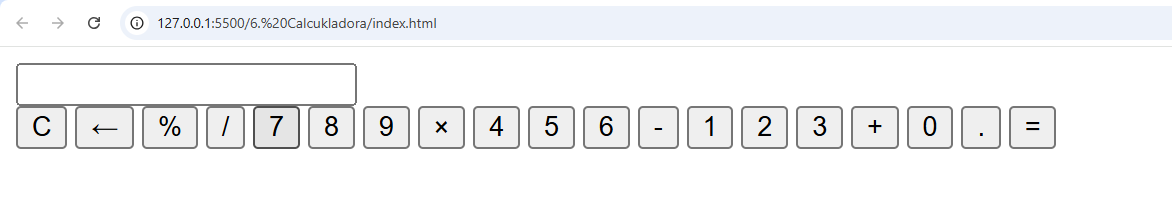 127.0.0.1:5500/6.%20Calcukladora/index.html
C ← % / 7 8 9 × 4 5 6 - 1 2 3 + 0 . =